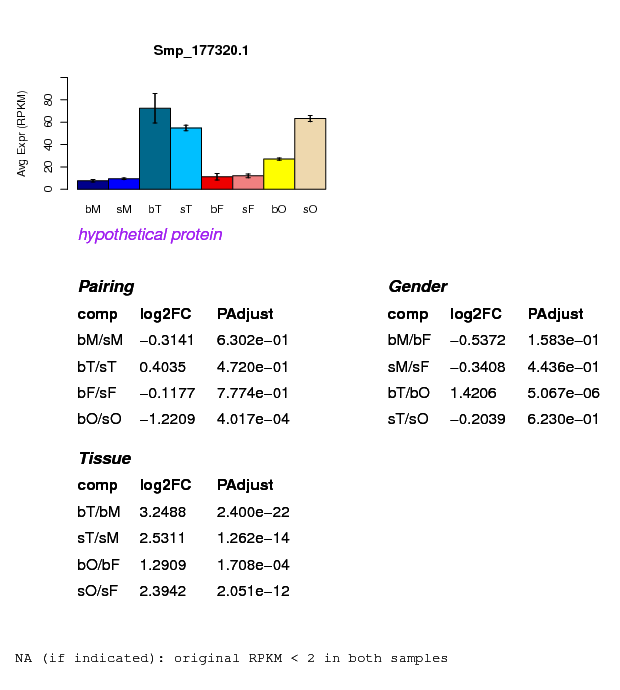 Smp_177320.1
Avg Expr (RPKM)
0 20 40 60 80
bM sM bT sT bF sF bO sO
hypothetical protein
Pairing
comp log2FC PAdjust
bM/sM −0.3141 6.302e−01
bT/sT 0.4035 4.720e−01
bF/sF −0.1177 7.774e−01
bO/sO −1.2209 4.017e−04
Gender
comp log2FC PAdjust
bM/bF −0.5372 1.583e−01
sM/sF −0.3408 4.436e−01
bT/bO 1.4206 5.067e−06
sT/sO −0.2039 6.230e−01
Tissue
comp log2FC PAdjust
bT/bM 3.2488 2.400e−22
sT/sM 2.5311 1.262e−14
bO/bF 1.2909 1.708e−04
sO/sF 2.3942 2.051e−12
NA (if indicated): original RPKM < 2 in both samples